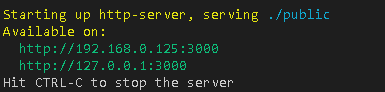 Starting up http-server, serving ./public
Available on:
  http://192.168.0.125:3000
  http://127.0.0.1:3000
Hit CTRL-C to stop the server